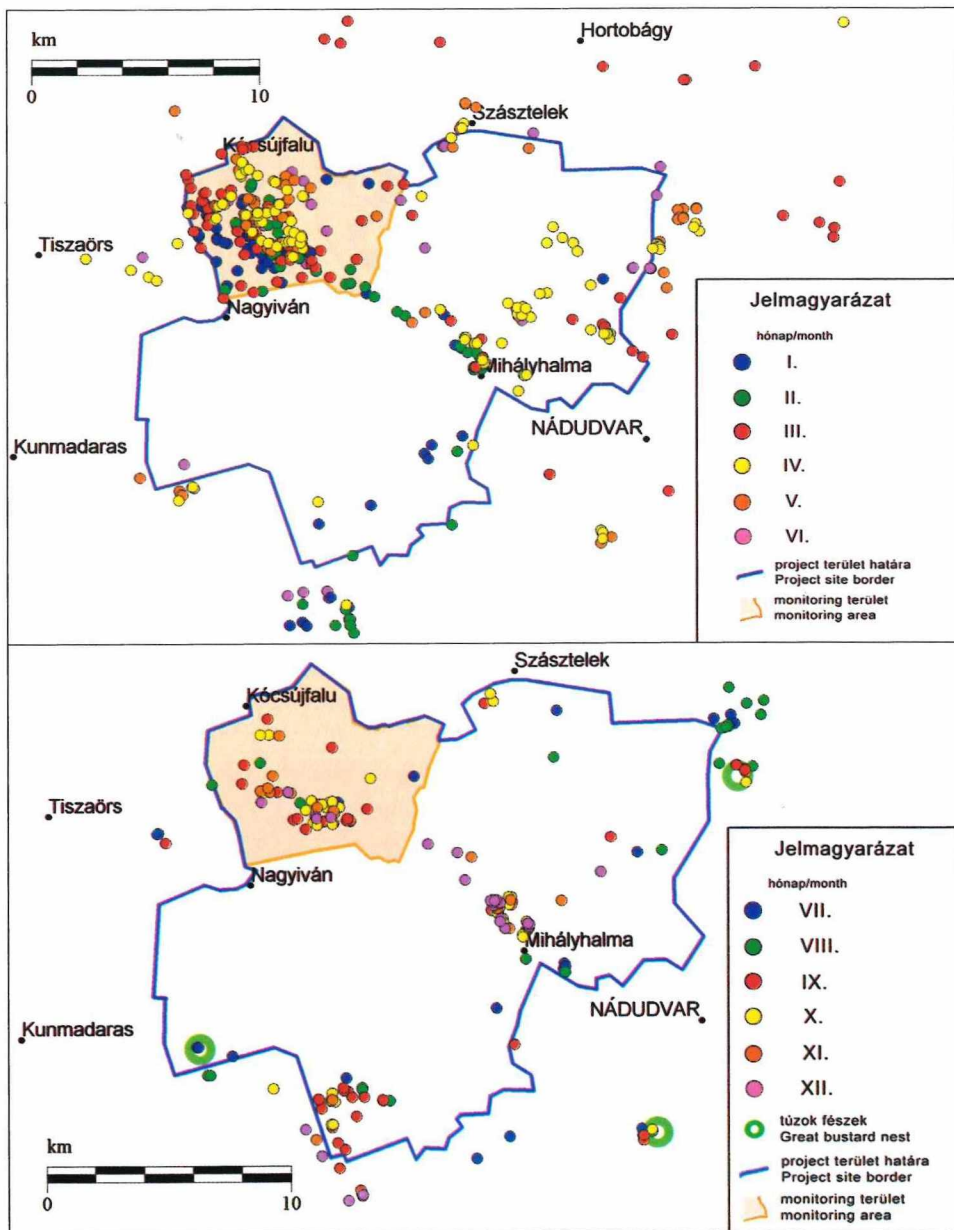 Hortobágy
km
0 10
Szásztelek
Kócsújfalu
Tiszaörs
Nagyiván
Mihályhalma
NÁDUDVAR
Kunmadaras
Jelmagyarázat
hónap/month
I.
II.
III.
IV.
V.
VI.
project terület határa
Project site border
monitoring terület
monitoring area
Szásztelek
Kócsújfalu
Tiszaörs
Nagyiván
Mihályhalma
NÁDUDVAR
Kunmadaras
km
0 10
Jelmagyarázat
hónap/month
VII.
VIII.
IX.
X.
XI.
XII.
túzok fészek
Great bustard nest
project terület határa
Project site border
monitoring terület
monitoring area